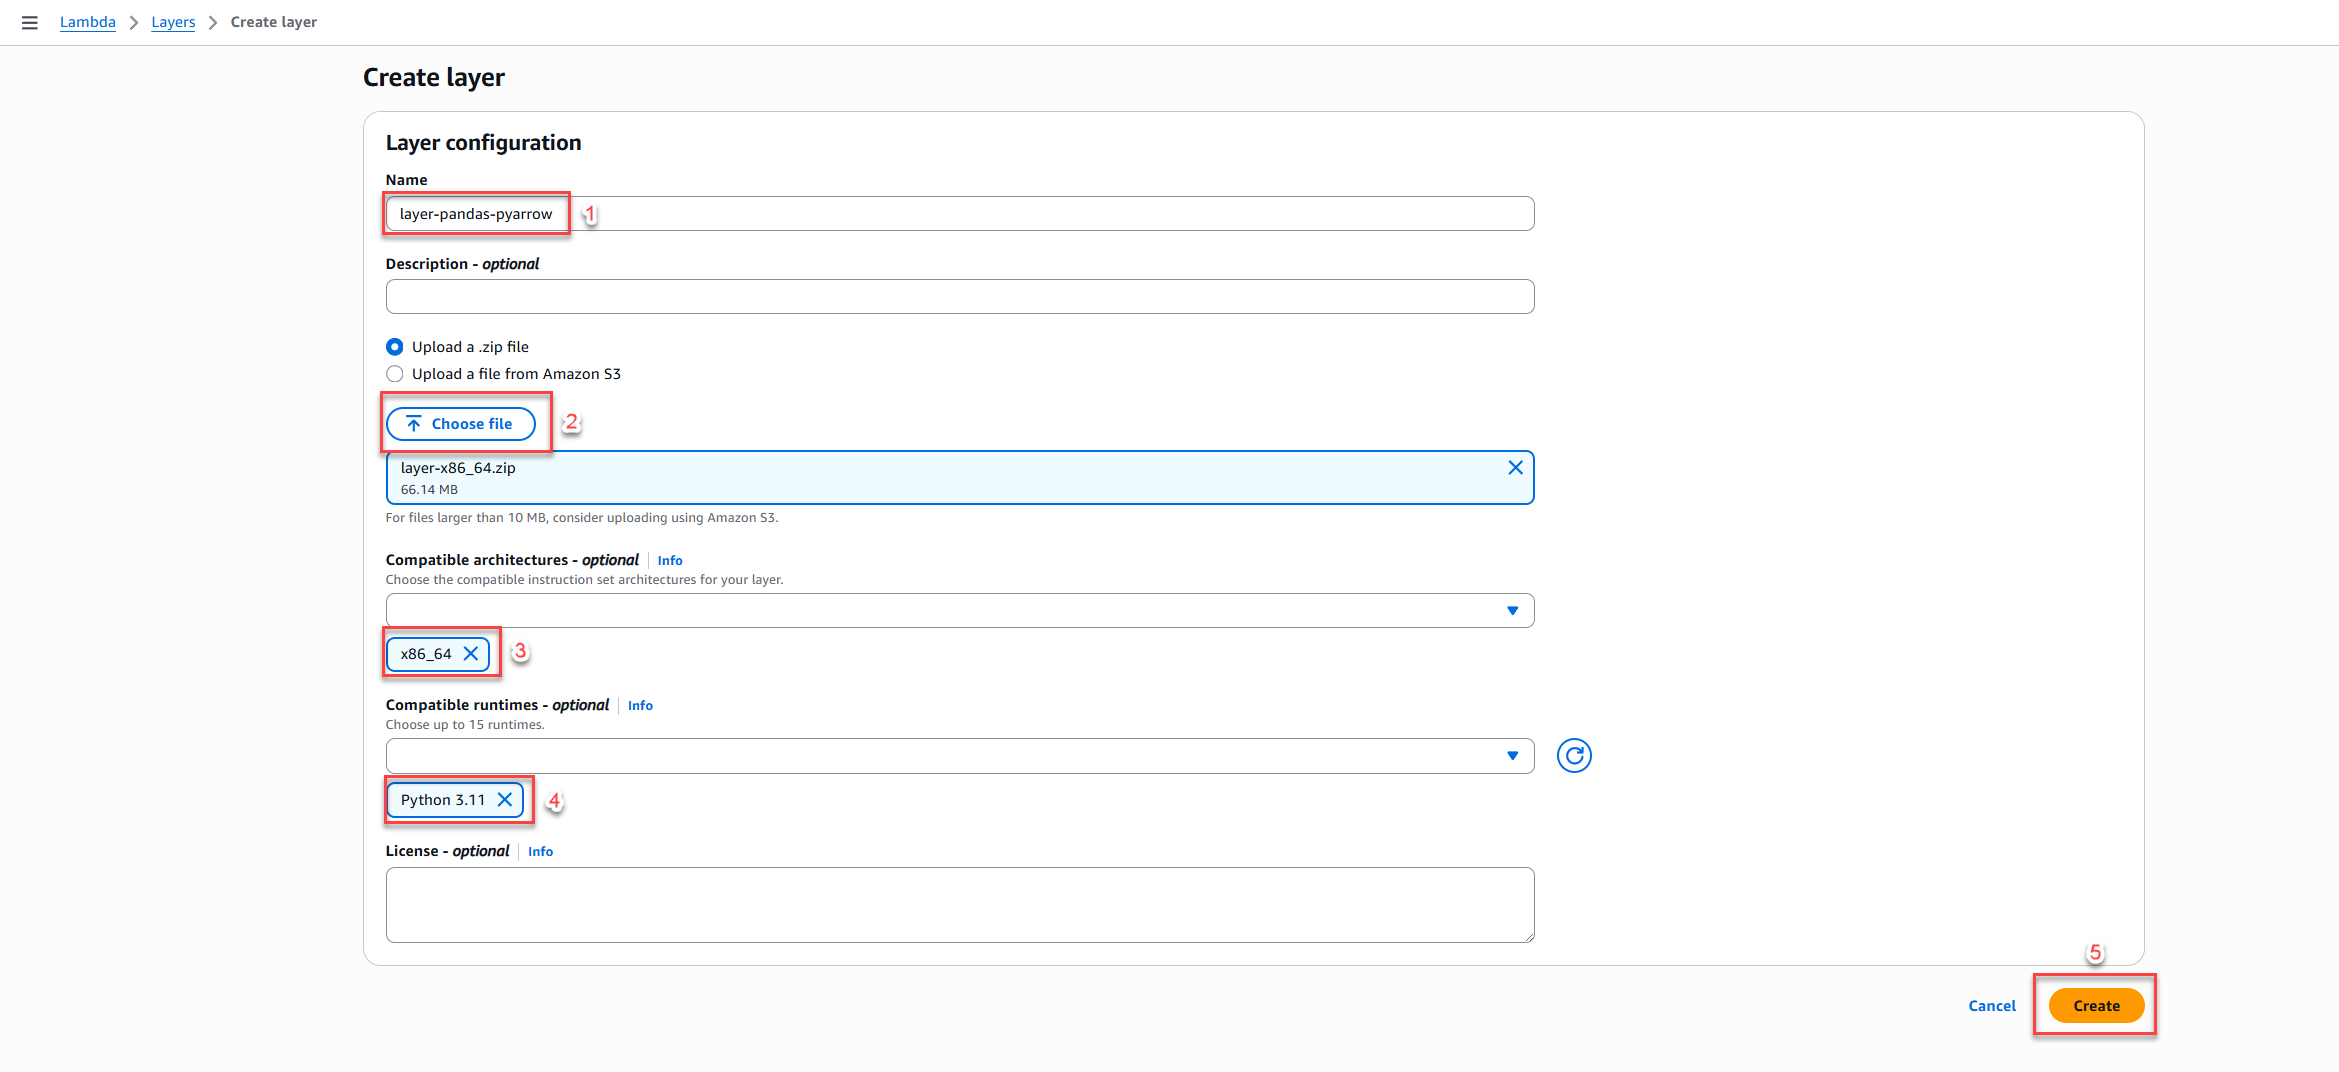 Lambda > Layers > Create layer
Create layer
Layer configuration
Name
layer-pandas-pyarrow 1
Description - optional
Upload a .zip file
Upload a file from Amazon S3
Choose file 2
layer-x86_64.zip
66.14 MB
For files larger than 10 MB, consider uploading using Amazon S3.
Compatible architectures - optional | Info
Choose the compatible instruction set architectures for your layer.
x86_64 3
Compatible runtimes - optional | Info
Choose up to 15 runtimes.
Python 3.11 4
License - optional | Info
5
Cancel Create